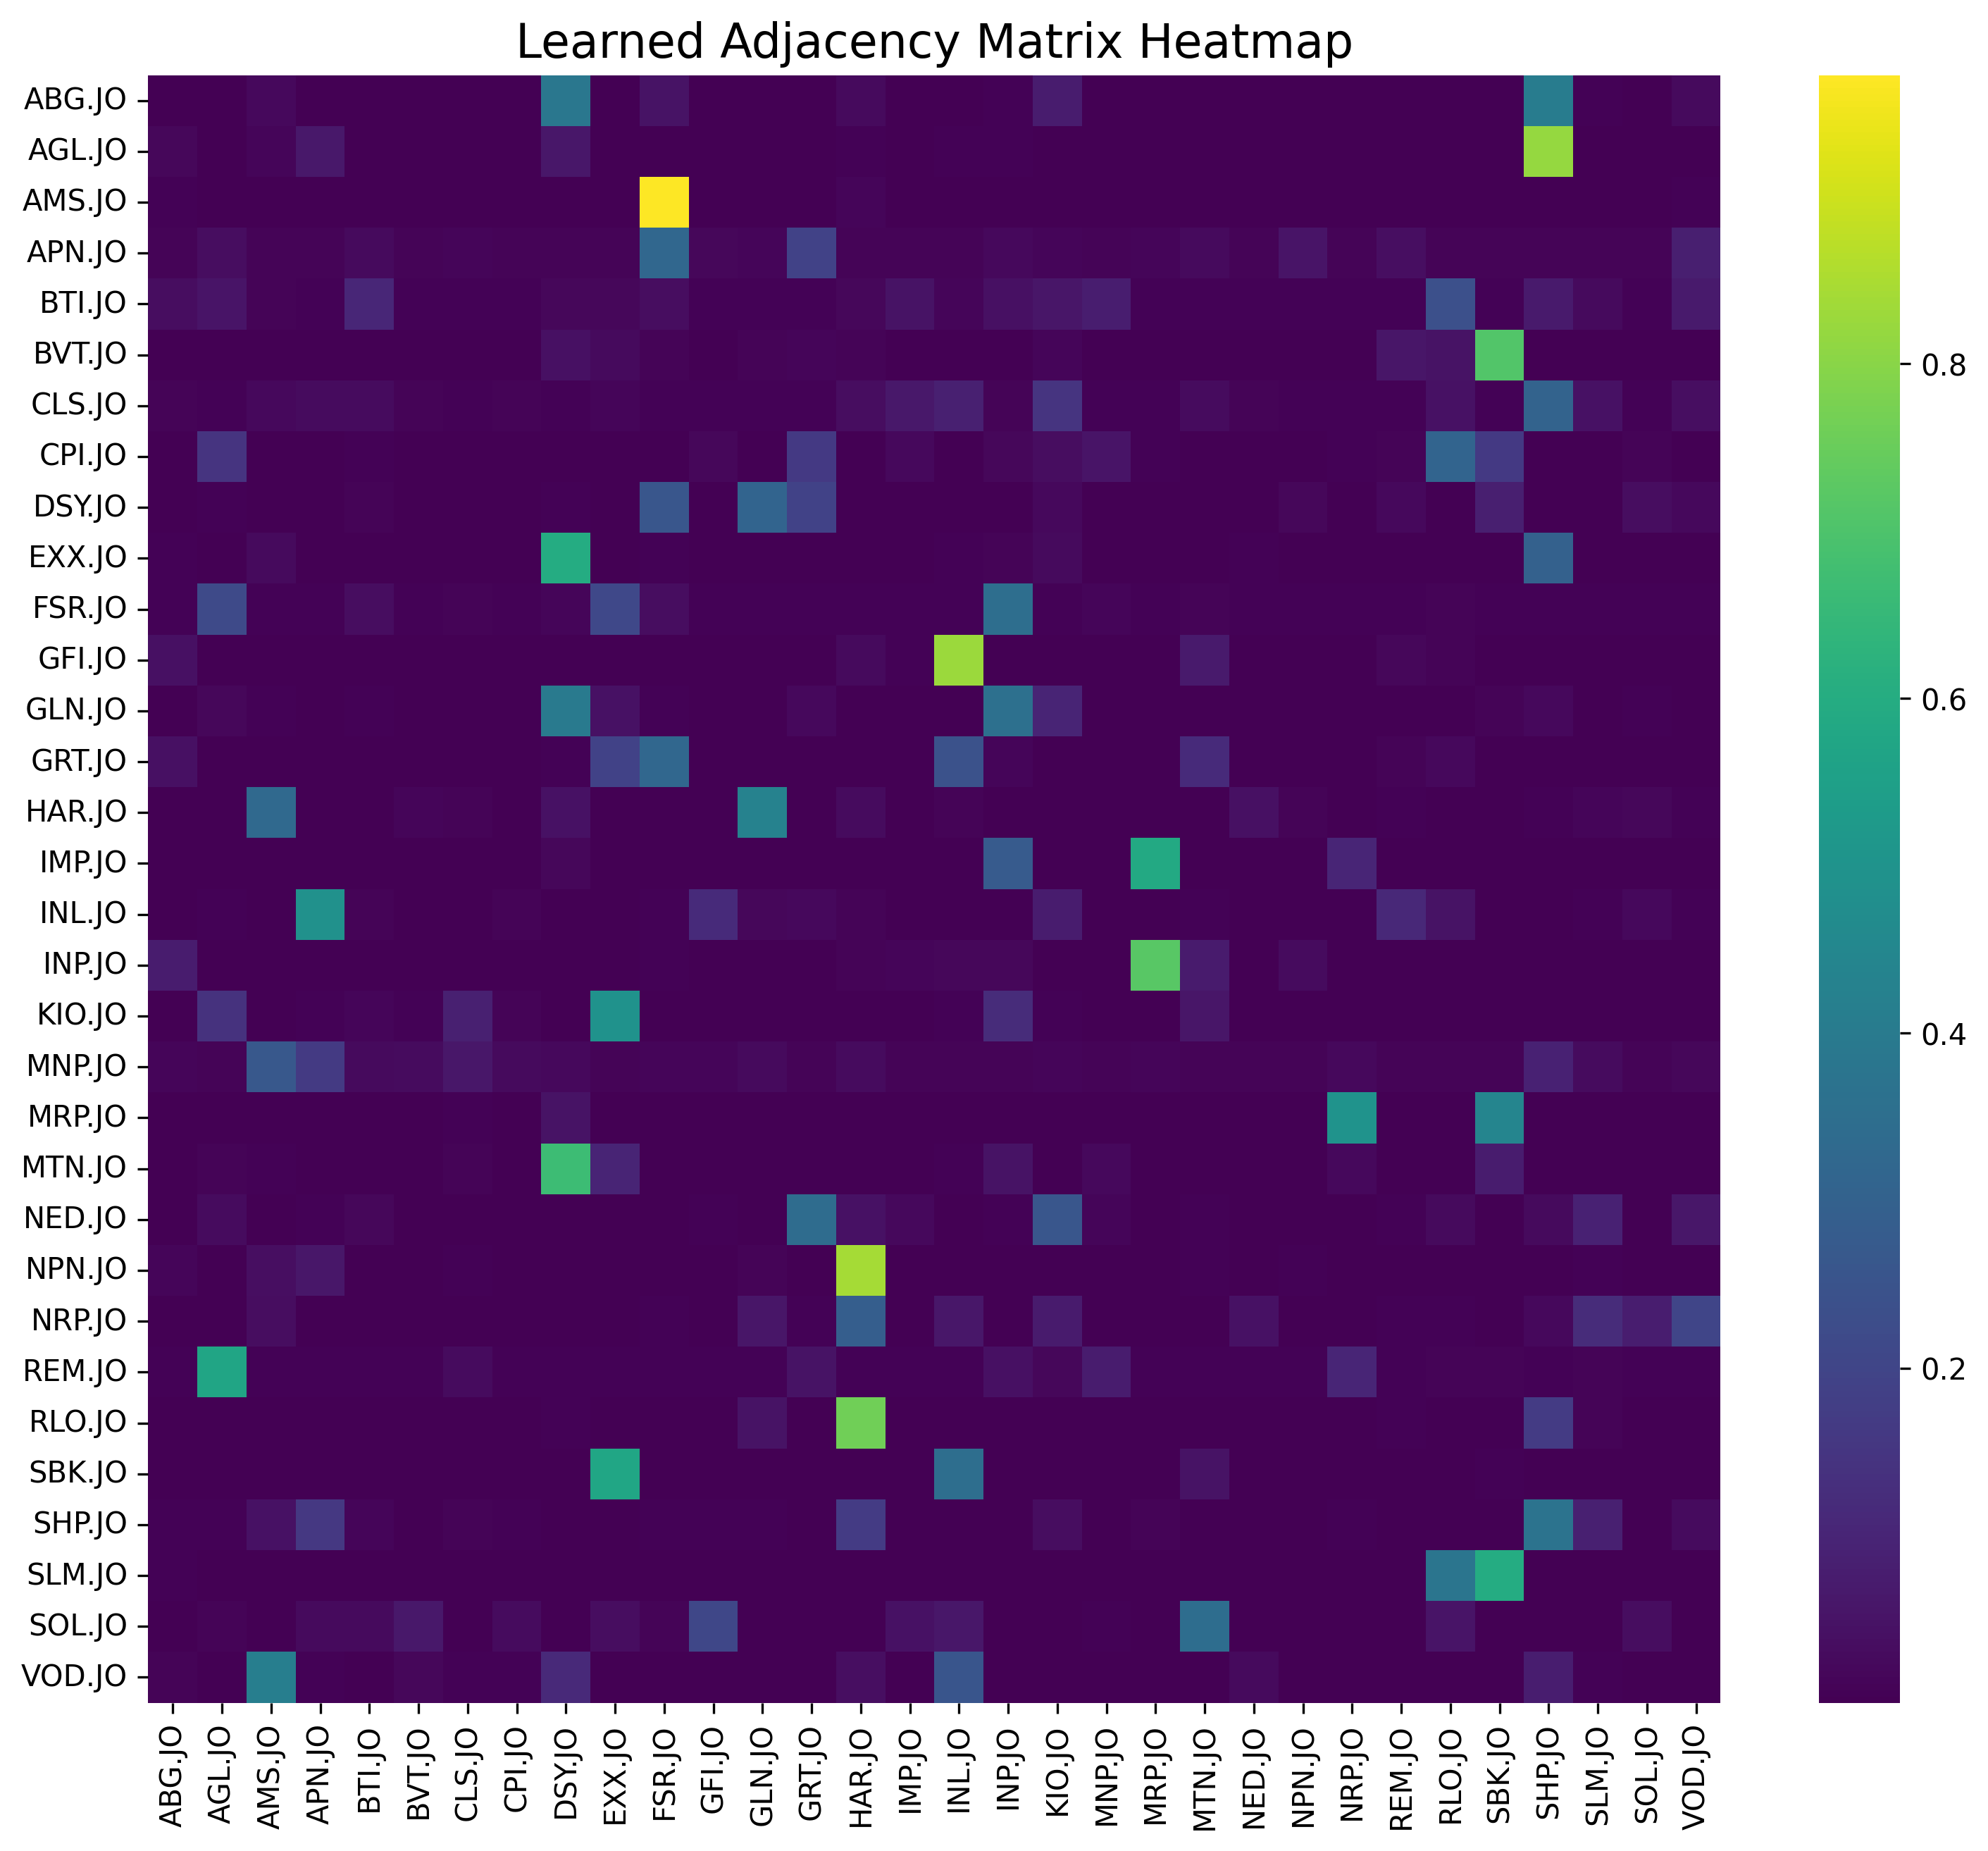 Learned Adjacency Matrix Heatmap
ABG.JO
AGL.JO
AMS.JO
APN.JO
BTI.JO
BVT.JO
CLS.JO
CPI.JO
DSY.JO
EXX.JO
FSR.JO
GFI.JO
GLN.JO
GRT.JO
HAR.JO
IMP.JO
INL.JO
INP.JO
KIO.JO
MNP.JO
MRP.JO
MTN.JO
NED.JO
NPN.JO
NRP.JO
REM.JO
RLO.JO
SBK.JO
SHP.JO
SLM.JO
SOL.JO
VOD.JO
ABG.JO
AGL.JO
AMS.JO
APN.JO
BTI.JO
BVT.JO
CLS.JO
CPI.JO
DSY.JO
EXX.JO
FSR.JO
GFI.JO
GLN.JO
GRT.JO
HAR.JO
IMP.JO
INL.JO
INP.JO
KIO.JO
MNP.JO
MRP.JO
MTN.JO
NED.JO
NPN.JO
NRP.JO
REM.JO
RLO.JO
SBK.JO
SHP.JO
SLM.JO
SOL.JO
VOD.JO
0.8
0.6
0.4
0.2